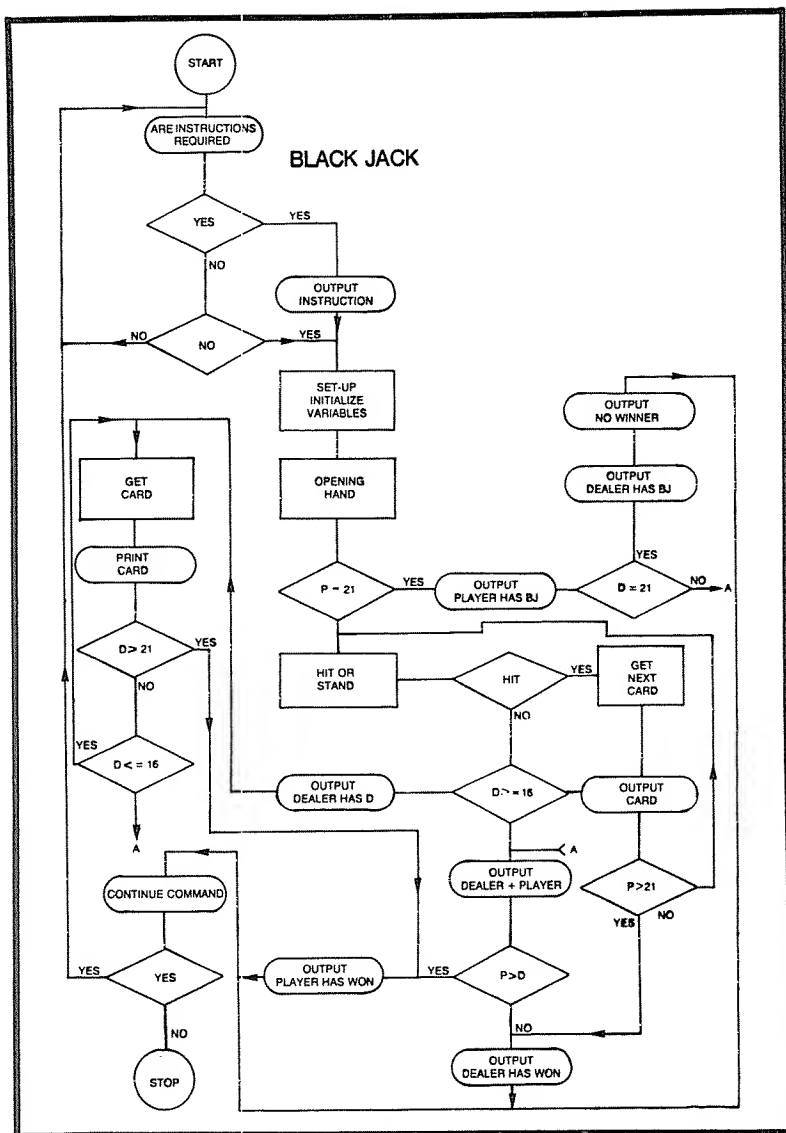 START
ARE INSTRUCTIONS
REQUIRED
BLACK JACK
YES
YES
NO
OUTPUT
INSTRUCTION
NO
NO
YES
SET-UP
INITIALIZE
VARIABLES
OUTPUT
NO WINNER
GET
CARD
OPENING
HAND
OUTPUT
DEALER HAS BJ
PRINT
CARD
YES
P = 21
YES
OUTPUT
PLAYER HAS BJ
D = 21
NO
A
D > 21
YES
NO
HIT OR
STAND
HIT
YES
GET
NEXT
CARD
NO
YES
D < = 16
OUTPUT
DEALER HAS D
D > = 16
OUTPUT
CARD
A
A
CONTINUE COMMAND
OUTPUT
DEALER + PLAYER
P > 21
YES
NO
YES
YES
OUTPUT
PLAYER HAS WON
YES
P > D
NO
NO
STOP
OUTPUT
DEALER HAS WON